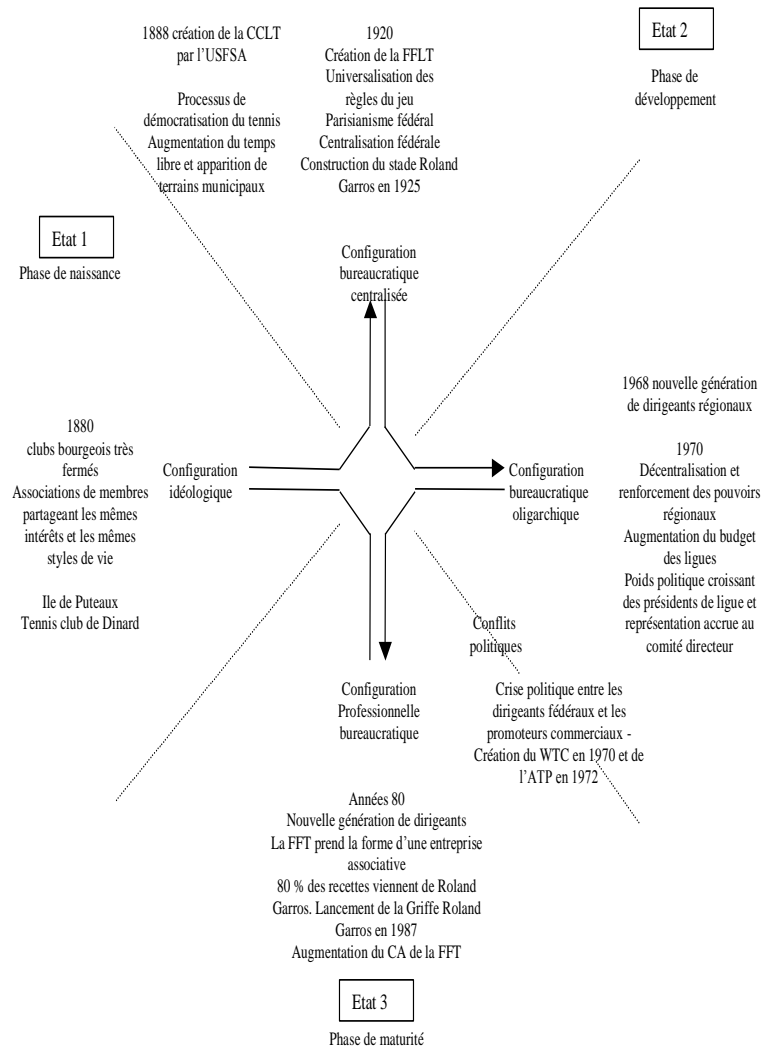 1888 création de la CCLT
par l'USFSA
Processus de
démocratisation du tennis
Augmentation du temps
libre et apparition de
terrains municipaux
1920
Création de la FFLT
Universalisation des
règles du jeu
Parisianisme fédéral
Centralisation fédérale
Construction du stade Roland
Garros en 1925
Etat 2
Phase de
développement
Etat 1
Phase de naissance
Configuration
bureaucratique
centralisée
1880
clubs bourgeois très
fermés
Associations de membres
partageant les mêmes
intérêts et les mêmes
styles de vie
Ile de Puteaux
Tennis club de Dinard
Configuration
idéologique
Configuration
bureaucratique
oligarchique
1968 nouvelle génération
de dirigeants régionaux
1970
Décentralisation et
renforcement des pouvoirs
régionaux
Augmentation du budget
des ligues
Poids politique croissant
des présidents de ligue et
représentation accrue au
comité directeur
Conflits
politiques
Configuration
Professionnelle
bureaucratique
Crise politique entre les
dirigeants fédéraux et les
promoteurs commerciaux -
Création du WTC en 1970 et de
l'ATP en 1972
Années 80
Nouvelle génération de dirigeants
La FFT prend la forme d'une entreprise
associative
80 % des recettes viennent de Roland
Garros. Lancement de la Griffe Roland
Garros en 1987
Augmentation du CA de la FFT
Etat 3
Phase de maturité